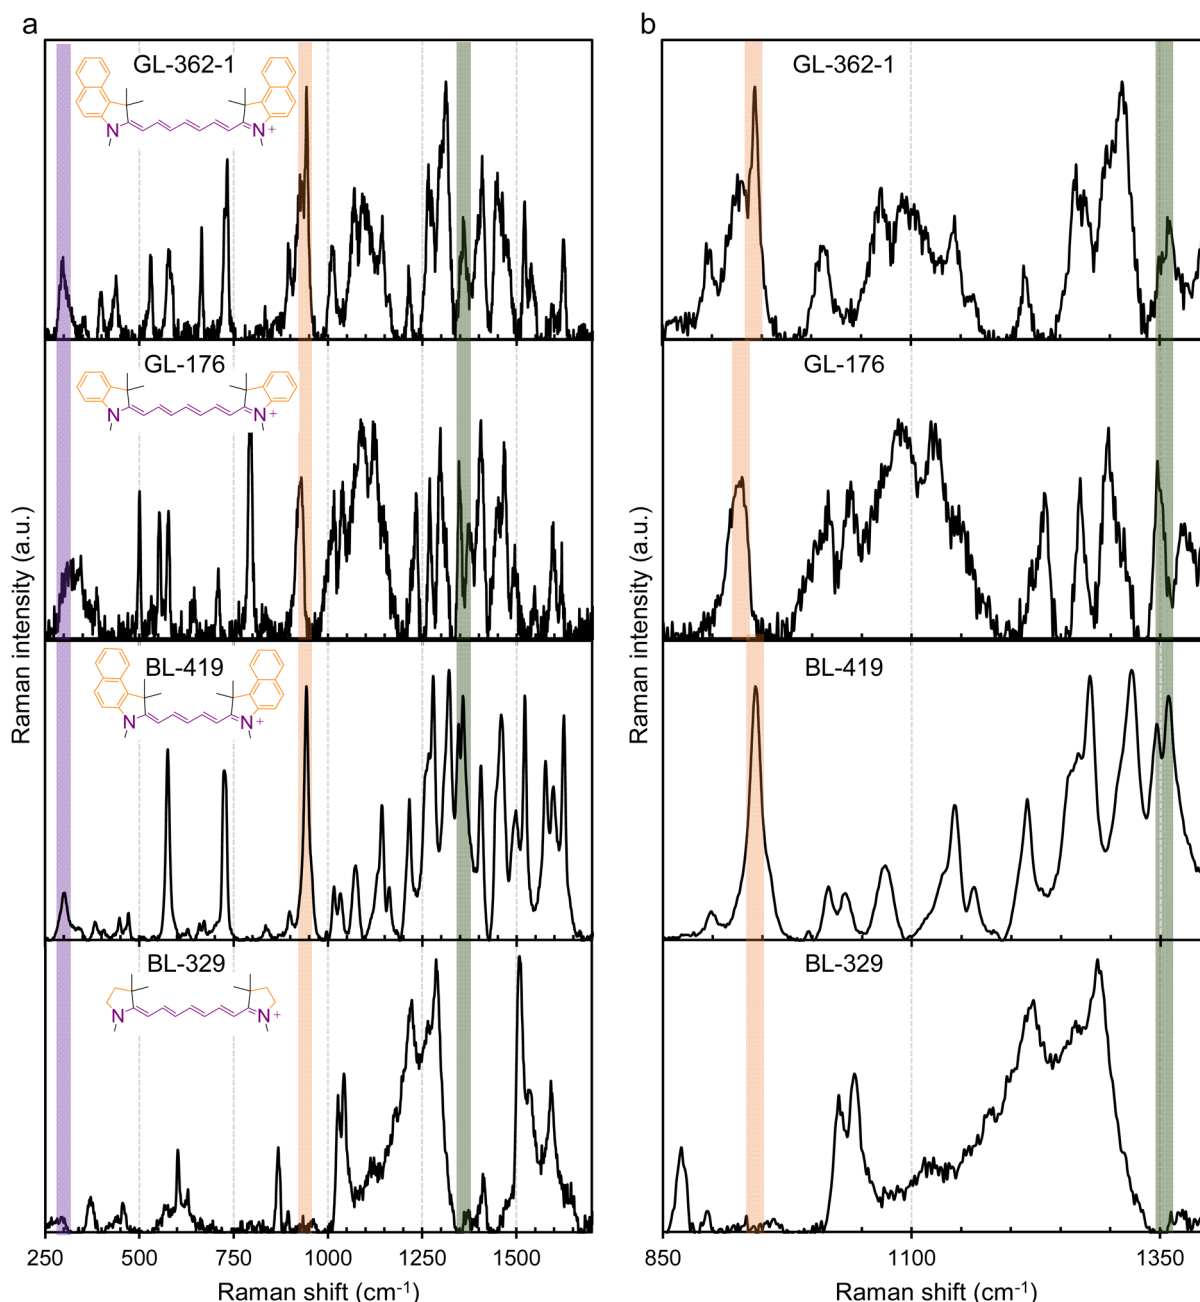 a
b
GL-362-1
GL-362-1
N
N
+
Raman intensity (a.u.)
Raman intensity (a.u.)
GL-176
GL-176
N
N
+
BL-419
BL-419
N
N
+
BL-329
BL-329
N
N
+
250 500 750 1000 1250 1500
850 1100 1350
Raman shift (cm⁻¹)
Raman shift (cm⁻¹)